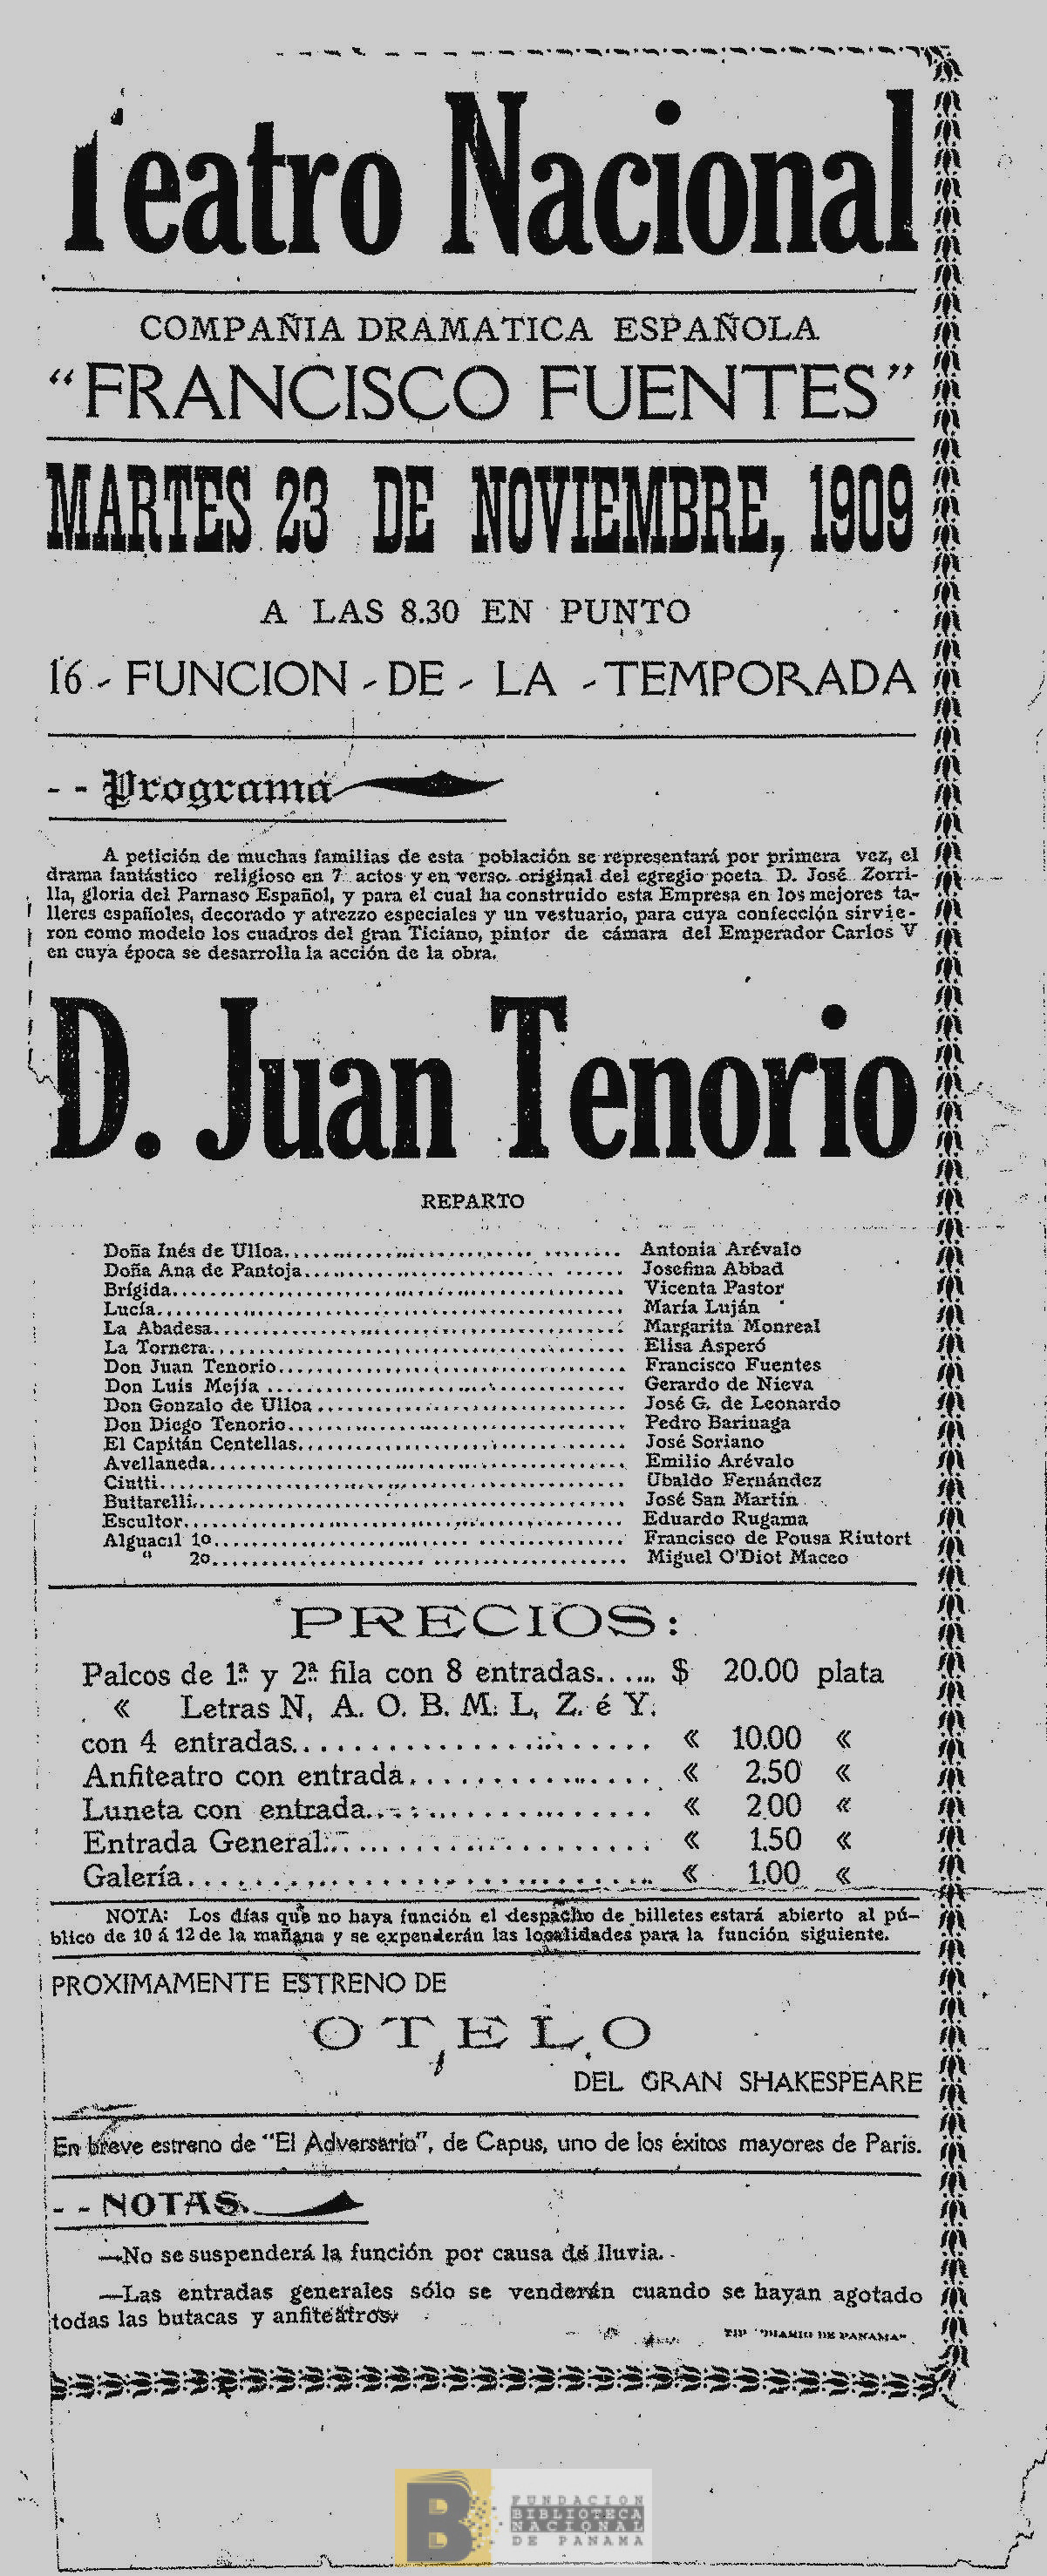 Teatro Nacional
COMPAÑIA DRAMATICA ESPAÑOLA
"FRANCISCO FUENTES"
MARTES 23 DE NOVIEMBRE, 1909
A LAS 8.30 EN PUNTO
16 - FUNCION - DE - LA - TEMPORADA
- - Programa
A petición de muchas familias de esta población se representará por primera vez, el
drama fantástico religioso en 7 actos y en verso. original del egregio poeta D. José Zorri-
lla, gloria del Parnaso Español, y para el cual ha construido esta Empresa en los mejores ta-
lleres españoles, decorado y atrezzo especiales y un vestuario, para cuya confección sirvie-
ron como modelo los cuadros del gran Ticiano, pintor de cámara del Emperador Carlos V
en cuya época se desarrolla la acción de la obra.
D. Juan Tenorio
REPARTO
Doña Inés de Ulloa........ Antonia Arévalo
Doña Ana de Pantoja........ Josefina Abbad
Brígida........ Vicenta Pastor
Lucía........ María Luján
La Abadesa........ Margarita Monreal
La Tornera........ Elisa Asperó
Don Juan Tenorio........ Francisco Fuentes
Don Luis Mejía ........ Gerardo de Nieva
Don Gonzalo de Ulloa ........ José G. de Leonardo
Don Diego Tenorio........ Pedro Barinaga
El Capitán Centellas........ José Soriano
Avellaneda........ Emilio Arévalo
Ciutti........ Ubaldo Fernández
Buttarelli........ José San Martín
Escultor........ Eduardo Rugama
Alguacil 1o........ Francisco de Pousa Riutort
" 2o........ Miguel O'Diot Maceo
PRECIOS:
Palcos de 1ª y 2ª fila con 8 entradas...... $ 20.00 plata
« Letras N, A. O. B. M. L, Z. é Y.
con 4 entradas........ « 10.00 «
Anfiteatro con entrada........ « 2.50 «
Luneta con entrada........ « 2.00 «
Entrada General........ « 1.50 «
Galería........ « 1.00 «
NOTA: Los días que no haya función el despacho de billetes estará abierto al pú-
blico de 10 á 12 de la mañana y se expenderán las localidades para la función siguiente.
PROXIMAMENTE ESTRENO DE
OTELO
DEL GRAN SHAKESPEARE
En breve estreno de "El Adversario", de Capus, uno de los éxitos mayores de Paris.
- - NOTAS.
—No se suspenderá la función por causa de lluvia.
—Las entradas generales sólo se venderán cuando se hayan agotado
todas las butacas y anfiteatros.
TIP "DIARIO DE PANAMA"
B
FUNDACION
BIBLIOTECA
NACIONAL
DE PANAMA